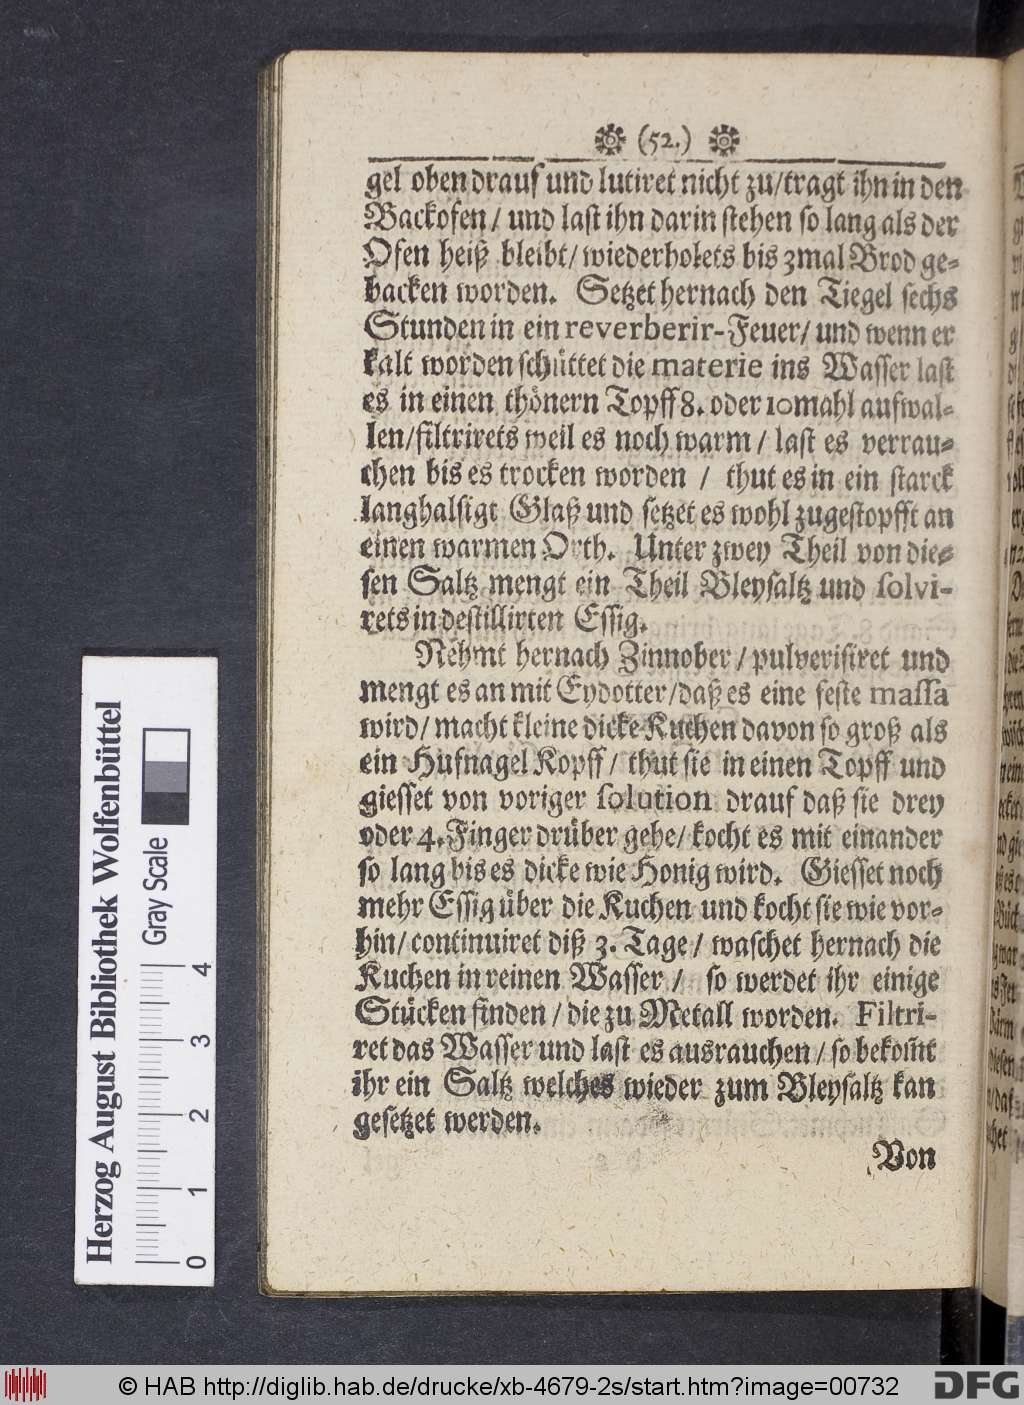 (52.)
gel oben drauf und lutiret nicht zu/tragt ihn in den
Backofen/ und last ihn darin stehen so lang als der
Ofen heiß bleibt/ wiederholets bis 3mal Brod ge-
backen worden. Setzet hernach den Tiegel sechs
Stunden in ein reverberir-Feuer/ und wenn er
kalt worden schüttet die materie ins Wasser last
es in einen thönern Topff 8. oder 10mahl aufwal-
len/filtrirets weil es noch warm/ last es verrau-
chen bis es trocken worden / thut es in ein starck
langhalsigt Glaß und setzet es wohl zugestopfft an
einen warmen Orth. Unter zwey Theil von die-
sen Saltz mengt ein Theil Bleysaltz und solvi-
rets in destillirten Essig.
Nehmt hernach Zinnober/pulverisiret und
mengt es an mit Eydotter/daß es eine feste massa
wird/ macht kleine dicke Kuchen davon so groß als
ein Hufnagel Kopff/ thut sie in einen Topff und
giesset von voriger solution drauf daß sie drey
oder 4. Finger drüber gehe/ kocht es mit einander
so lang bis es dicke wie Honig wird. Giesset noch
mehr Essig über die Kuchen und kocht sie wie vor-
hin/ continuiret diß 3. Tage/ waschet hernach die
Kuchen in reinen Wasser/ so werdet ihr einige
Stücken finden/ die zu Metall worden. Filtri-
ret das Wasser und last es ausrauchen/ so bekom̃t
ihr ein Saltz welches wieder zum Bleysaltz kan
gesetzet werden.
Von
Herzog August Bibliothek Wolfenbüttel
Gray Scale
0 1 2 3 4
© HAB http://diglib.hab.de/drucke/xb-4679-2s/start.htm?image=00732
DFG